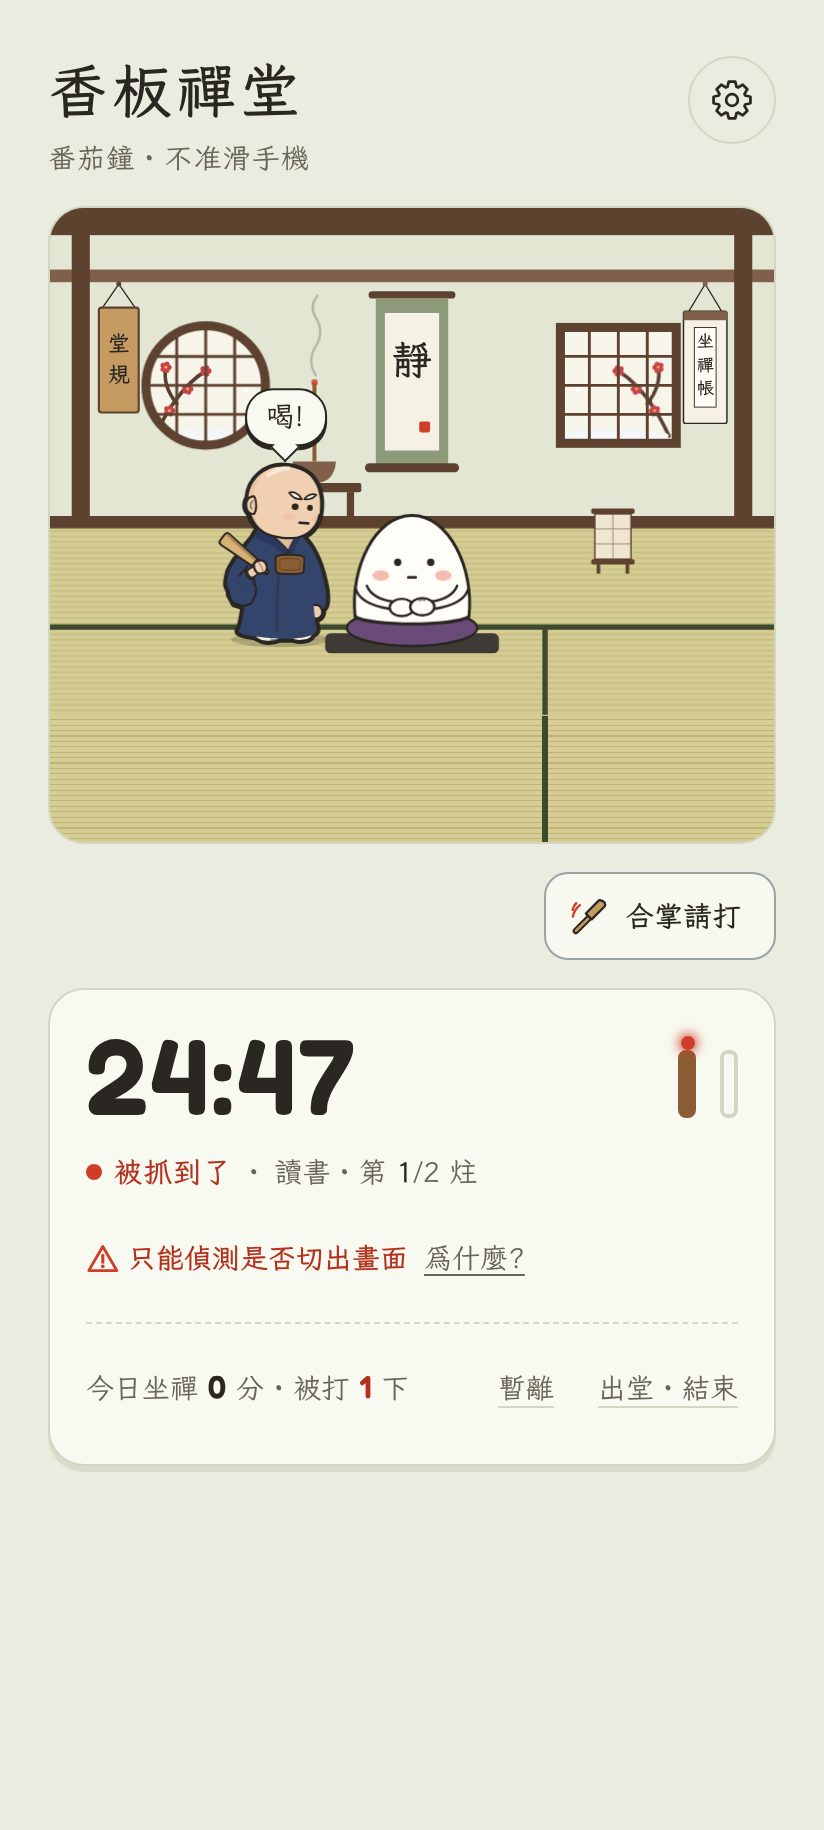 香板禪堂
番茄鐘・不准滑手機
堂規
喝!
靜
坐禪帳
合掌請打
24:47
被抓到了・讀書・第 1/2 炷
只能偵測是否切出畫面 為什麼?
今日坐禪 0 分・被打 1 下 暫離 出堂・結束